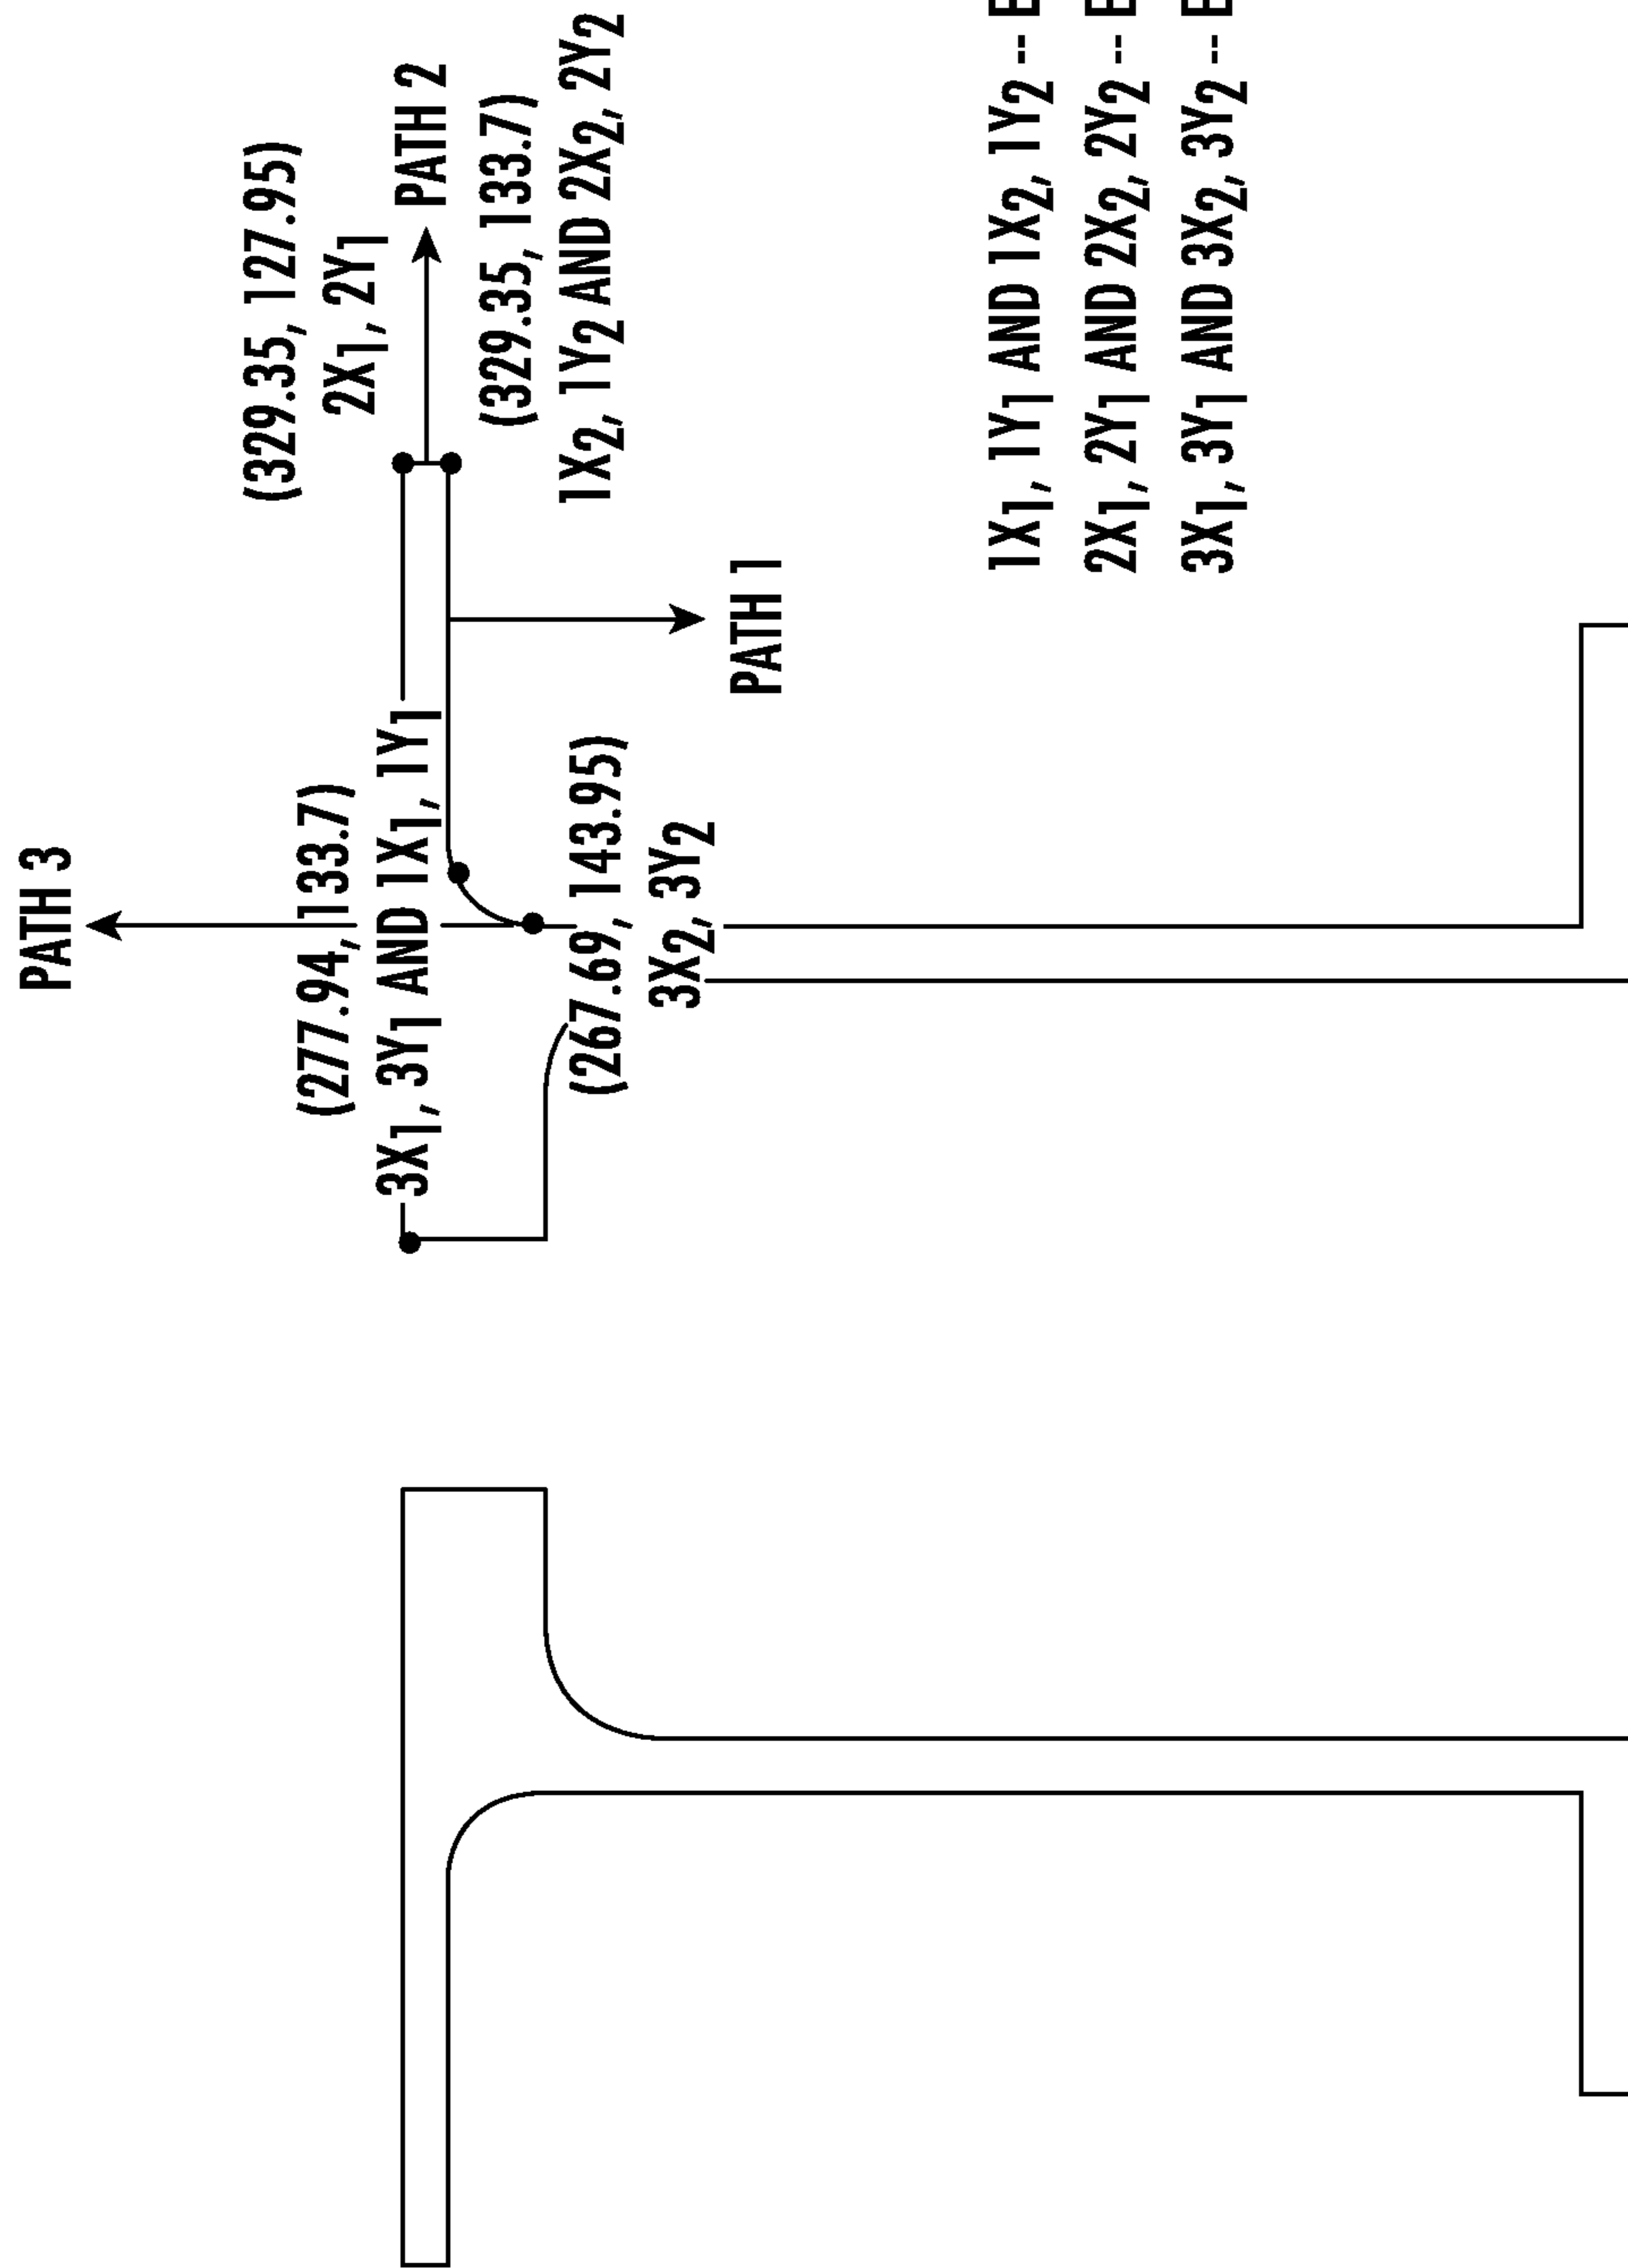 PATH 3
(277.94, 133.7)
3X1, 3Y1 AND 1X1, 1Y1
(267.69, 143.95)
3X2, 3Y2
PATH 1
(329.35, 127.95)
2X1, 2Y1
PATH 2
(329.35, 133.7)
1X2, 1Y2 AND 2X2, 2Y2
1X1, 1Y1 AND 1X2, 1Y2 -- E
2X1, 2Y1 AND 2X2, 2Y2 -- E
3X1, 3Y1 AND 3X2, 3Y2 -- E